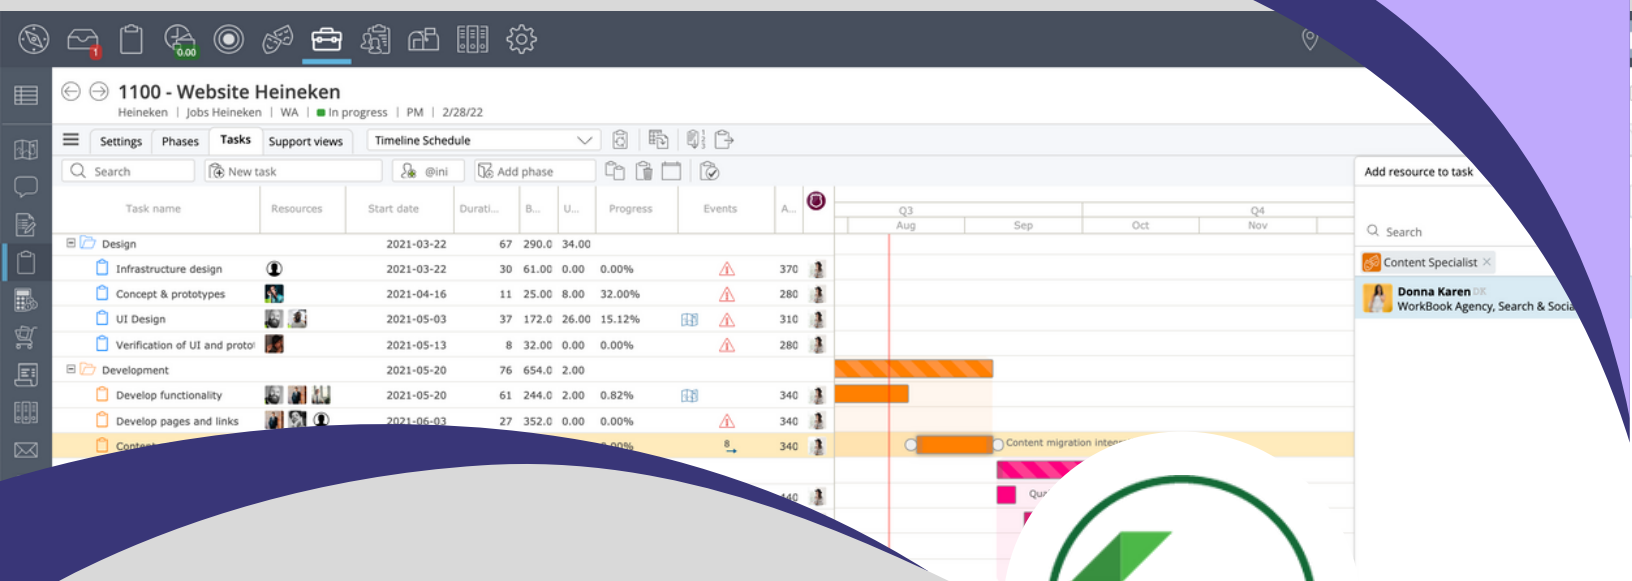 1
0.00
1100 - Website Heineken
Heineken | Jobs Heineken | WA | In progress | PM | 2/28/22
Settings Phases Tasks Support views Timeline Schedule
Search New task @ini Add phase
Add resource to task
Task name Resources Start date Durati... B... U... Progress Events A... Q3 Q4
Aug Sep Oct Nov
Search
Design 2021-03-22 67 290.0 34.00
Infrastructure design 2021-03-22 30 61.00 0.00 0.00% 370
Content Specialist
Concept & prototypes 2021-04-16 11 25.00 8.00 32.00% 280
Donna Karen DK
WorkBook Agency, Search & Socia
UI Design 2021-05-03 37 172.0 26.00 15.12% 310
Verification of UI and proto 2021-05-13 8 32.00 0.00 0.00% 280
Development 2021-05-20 76 654.0 2.00
Develop functionality 2021-05-20 61 244.0 2.00 0.82% 340
Develop pages and links 2021-06-03 27 352.0 0.00 0.00% 340
8 340 Content migration